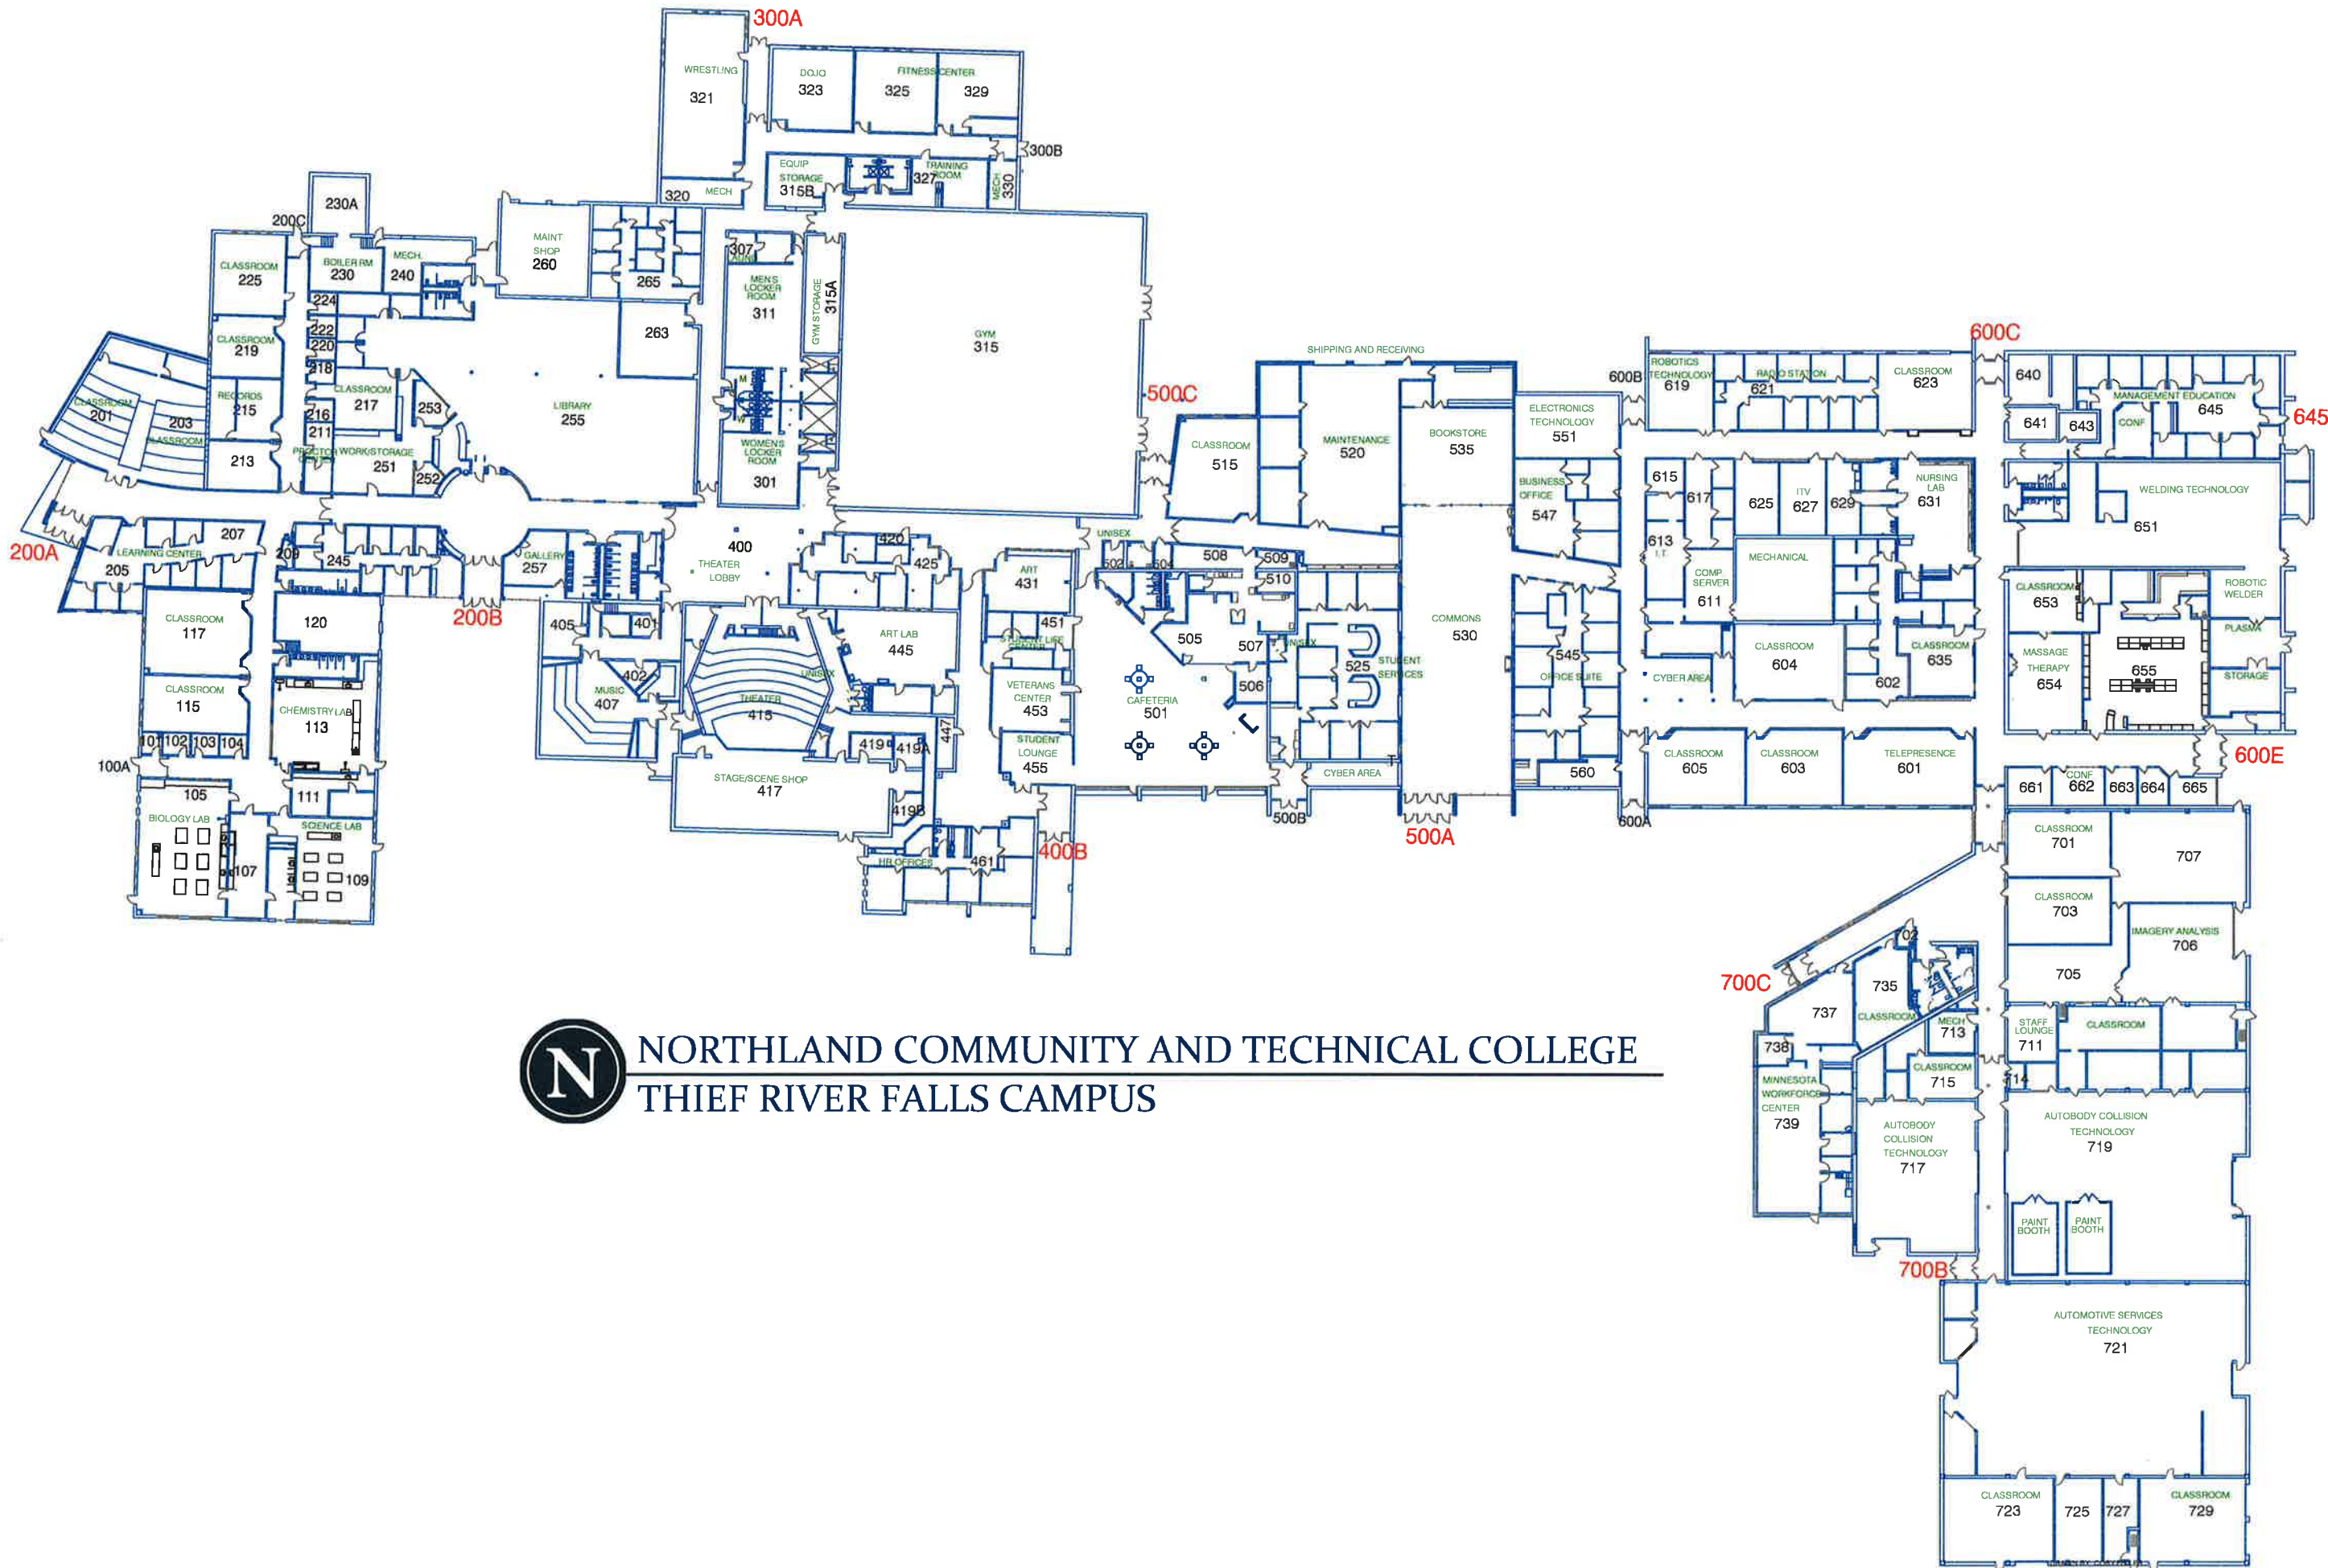 300A
WRESTLING
321
DOJO
323
FITNESS CENTER
325
329
300B
EQUIP
STORAGE
315B
TRAINING
ROOM
327
MECH.
330
320
MECH
230A
200C
CLASSROOM
225
BOILER RM
230
MECH.
240
MAINT
SHOP
260
265
263
307
MEN'S
LOCKER
ROOM
311
GYM STORAGE
315A
GYM
315
224
222
220
218
CLASSROOM
219
CLASSROOM
201
203
CLASSROOM
RECORDS
215
213
CLASSROOM
217
216
211
PROCTOR
CENTER
WORK/STORAGE
251
253
252
LIBRARY
255
M
W
WOMEN'S
LOCKER
ROOM
301
500C
CLASSROOM
515
SHIPPING AND RECEIVING
MAINTENANCE
520
BOOKSTORE
535
ELECTRONICS
TECHNOLOGY
551
BUSINESS
OFFICE
547
600B
ROBOTICS
TECHNOLOGY
619
RADIO STATION
621
CLASSROOM
623
600C
640
641
643
MANAGEMENT EDUCATION
645
CONF
645
615
617
613
I.T.
625
ITV
627
629
NURSING
LAB
631
WELDING TECHNOLOGY
651
COMP.
SERVER
611
MECHANICAL
CLASSROOM
653
ROBOTIC
WELDER
PLASMA
STORAGE
MASSAGE
THERAPY
654
655
CLASSROOM
604
602
CLASSROOM
635
CYBER AREA
200A
207
LEARNING CENTER
205
209
245
200B
GALLERY
257
400
THEATER
LOBBY
420
425
ART
431
451
STUDENT LIFE
CENTER
VETERANS
CENTER
453
STUDENT
LOUNGE
455
UNISEX
502
504
508
509
510
505
507
506
UNISEX
CAFETERIA
501
525
STUDENT
SERVICES
COMMONS
530
545
OFFICE SUITE
560
CYBER AREA
CLASSROOM
117
120
CLASSROOM
115
CHEMISTRY LAB
113
101
102
103
104
100A
105
BIOLOGY LAB
107
111
SCIENCE LAB
109
405
401
402
MUSIC
407
THEATER
415
UNISEX
ART LAB
445
447
419
419A
419B
STAGE/SCENE SHOP
417
HR OFFICES
461
400B
500B
500A
600A
CLASSROOM
605
CLASSROOM
603
TELEPRESENCE
601
600E
661
CONF
662
663
664
665
CLASSROOM
701
707
CLASSROOM
703
IMAGERY ANALYSIS
706
705
702
700C
735
CLASSROOM
737
738
MECH
713
STAFF
LOUNGE
711
CLASSROOM
714
CLASSROOM
715
MINNESOTA
WORKFORCE
CENTER
739
AUTOBODY
COLLISION
TECHNOLOGY
717
AUTOBODY COLLISION
TECHNOLOGY
719
PAINT
BOOTH
PAINT
BOOTH
700B
AUTOMOTIVE SERVICES
TECHNOLOGY
721
CLASSROOM
723
725
727
CLASSROOM
729
N
NORTHLAND COMMUNITY AND TECHNICAL COLLEGE
THIEF RIVER FALLS CAMPUS